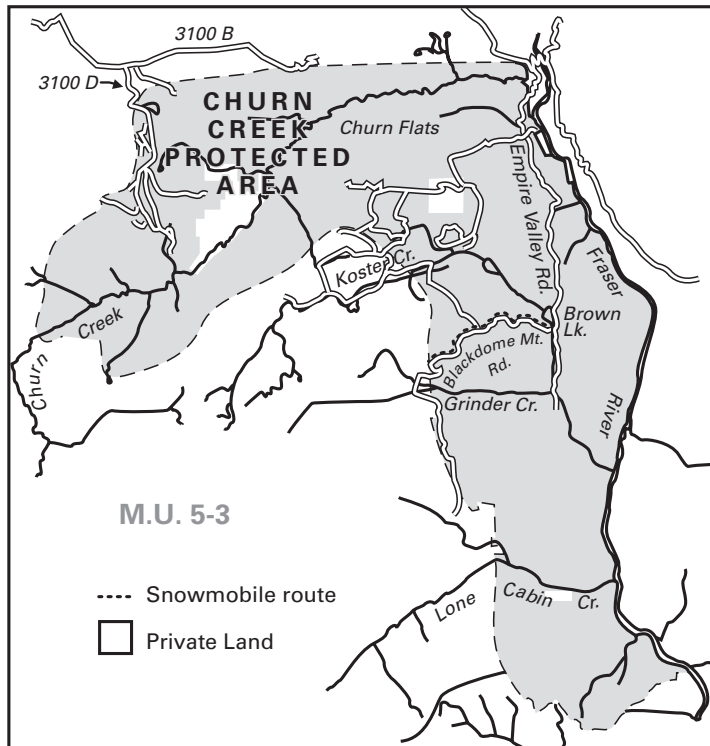 3100 B
3100 D
CHURN
CREEK
PROTECTED
AREA
Churn Flats
Empire Valley Rd.
Fraser
River
Koster Cr.
Brown
Lk.
Blackdome Mt.
Rd.
Grinder Cr.
Churn
Creek
M.U. 5-3
Snowmobile route
Private Land
Lone
Cabin
Cr.